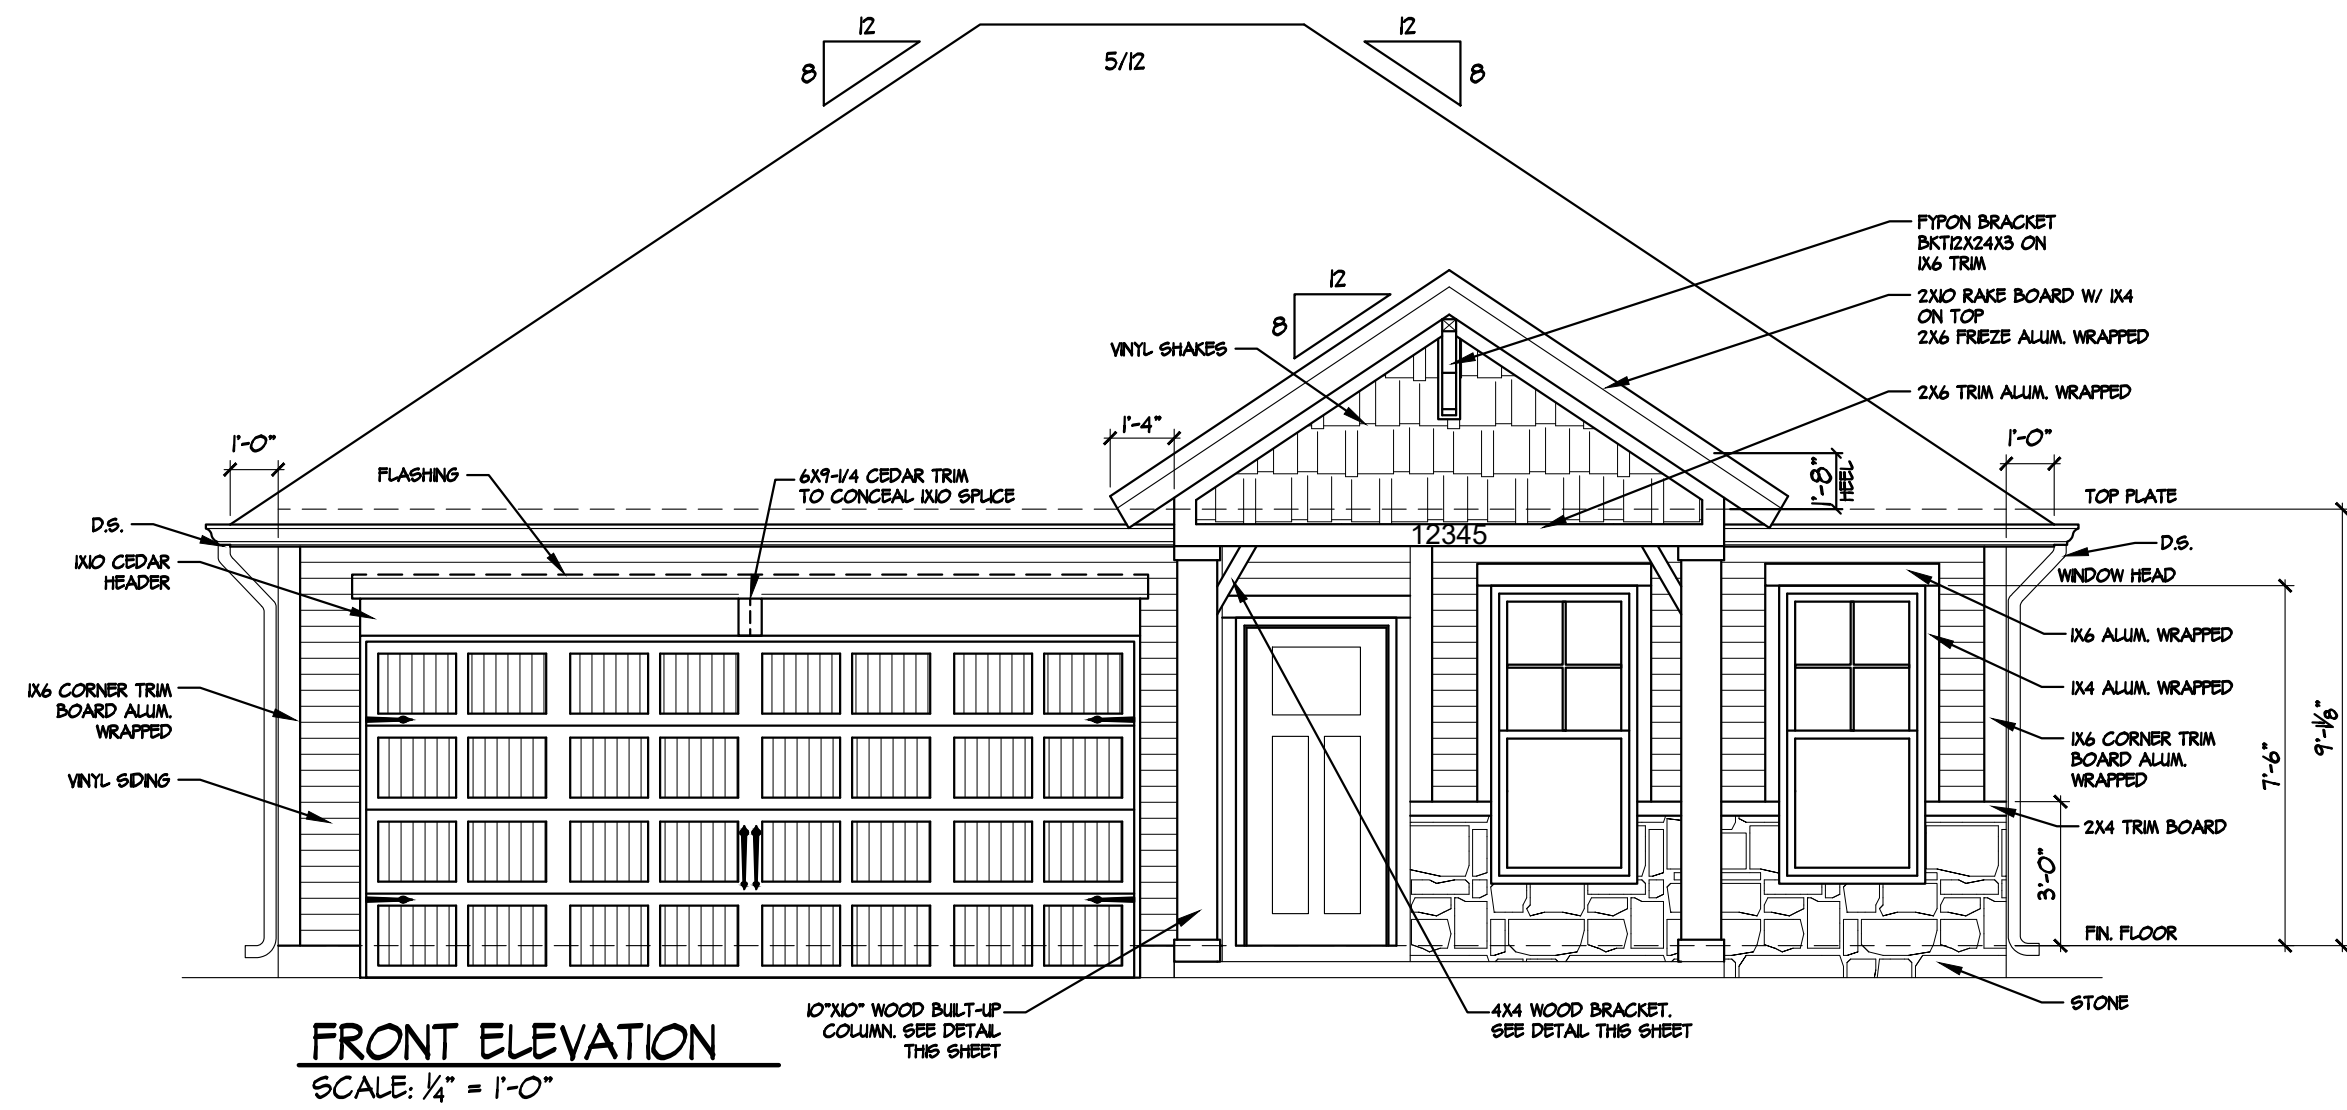 12
8
5/12
12
8
12
8
FYPON BRACKET
BKT12X24X3 ON
1X6 TRIM
2X10 RAKE BOARD W/ 1X4
ON TOP
2X6 FRIEZE ALUM. WRAPPED
VINYL SHAKES
2X6 TRIM ALUM. WRAPPED
1'-4"
1'-0"
1'-0"
FLASHING
6X9-1/4 CEDAR TRIM
TO CONCEAL 1X10 SPLICE
1'-8"
HEEL
TOP PLATE
D.S.
12345
D.S.
1X10 CEDAR
HEADER
WINDOW HEAD
1X6 ALUM. WRAPPED
1X6 CORNER TRIM
BOARD ALUM.
WRAPPED
1X4 ALUM. WRAPPED
1X6 CORNER TRIM
BOARD ALUM.
WRAPPED
7'-6"
9'-1 1/8"
VINYL SIDING
2X4 TRIM BOARD
3'-0"
FIN. FLOOR
STONE
10"X10" WOOD BUILT-UP
COLUMN. SEE DETAIL
THIS SHEET
4X4 WOOD BRACKET.
SEE DETAIL THIS SHEET
FRONT ELEVATION
SCALE: 1/4" = 1'-0"